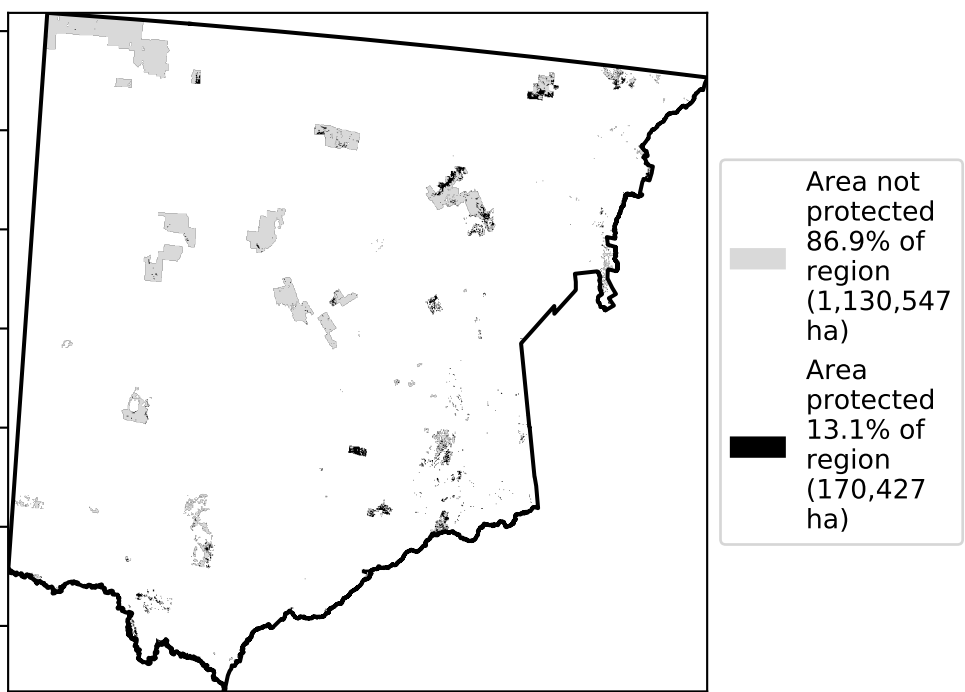 Area not
protected
86.9% of
region
(1,130,547
ha)
Area
protected
13.1% of
region
(170,427
ha)